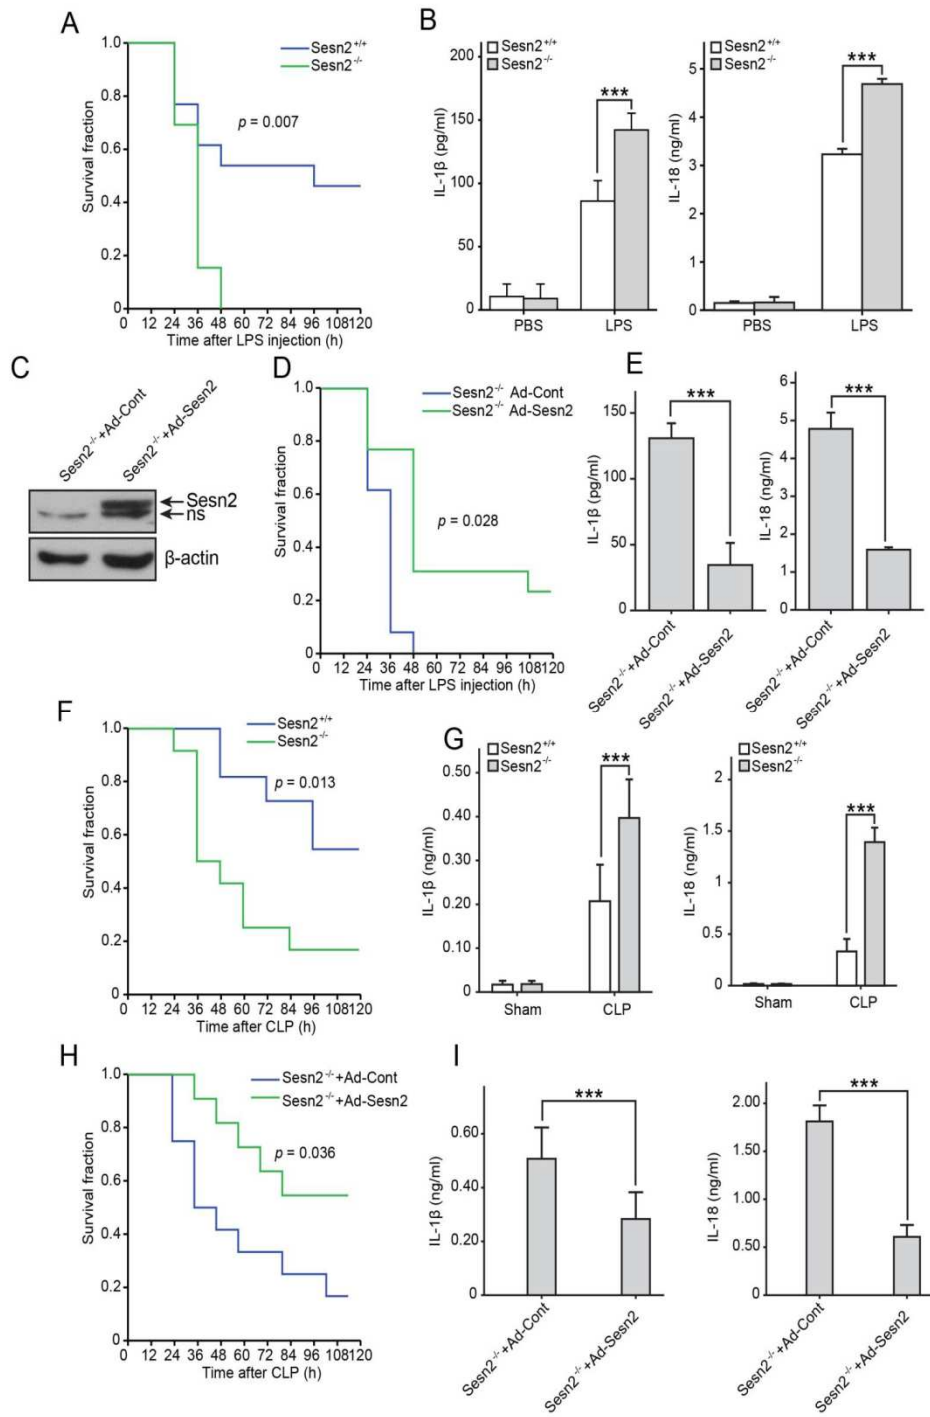 A
Sesn2+/+
Sesn2-/-
p = 0.007
Survival fraction
1.0
0.8
0.6
0.4
0.2
0
0 12 24 36 48 60 72 84 96 108 120
Time after LPS injection (h)
B
Sesn2+/+
Sesn2-/-
***
IL-1β (pg/ml)
200
150
100
50
0
PBS LPS
Sesn2+/+
Sesn2-/-
***
IL-18 (ng/ml)
5
4
3
2
1
0
PBS LPS
C
Sesn2-/-+Ad-Cont
Sesn2-/-+Ad-Sesn2
Sesn2
ns
β-actin
D
Sesn2-/- Ad-Cont
Sesn2-/- Ad-Sesn2
p = 0.028
Survival fraction
1.0
0.8
0.6
0.4
0.2
0
0 12 24 36 48 60 72 84 96 108 120
Time after LPS injection (h)
E
***
IL-1β (pg/ml)
150
100
50
0
Sesn2-/-+Ad-Cont
Sesn2-/-+Ad-Sesn2
***
IL-18 (ng/ml)
6
5
4
3
2
1
0
Sesn2-/-+Ad-Cont
Sesn2-/-+Ad-Sesn2
F
Sesn2+/+
Sesn2-/-
p = 0.013
Survival fraction
1.0
0.8
0.6
0.4
0.2
0
0 12 24 36 48 60 72 84 96 108 120
Time after CLP (h)
G
Sesn2+/+
Sesn2-/-
***
IL-1β (ng/ml)
0.50
0.40
0.30
0.20
0.10
0
Sham CLP
Sesn2+/+
Sesn2-/-
***
IL-18 (ng/ml)
2
1.5
1
0.5
0
Sham CLP
H
Sesn2-/-+Ad-Cont
Sesn2-/-+Ad-Sesn2
p = 0.036
Survival fraction
1.0
0.8
0.6
0.4
0.2
0
0 12 24 36 48 60 72 84 96 108 120
Time after CLP (h)
I
***
IL-1β (ng/ml)
0.60
0.40
0.20
0
Sesn2-/-+Ad-Cont
Sesn2-/-+Ad-Sesn2
***
IL-18 (ng/ml)
2.00
1.50
1.00
0.50
0
Sesn2-/-+Ad-Cont
Sesn2-/-+Ad-Sesn2